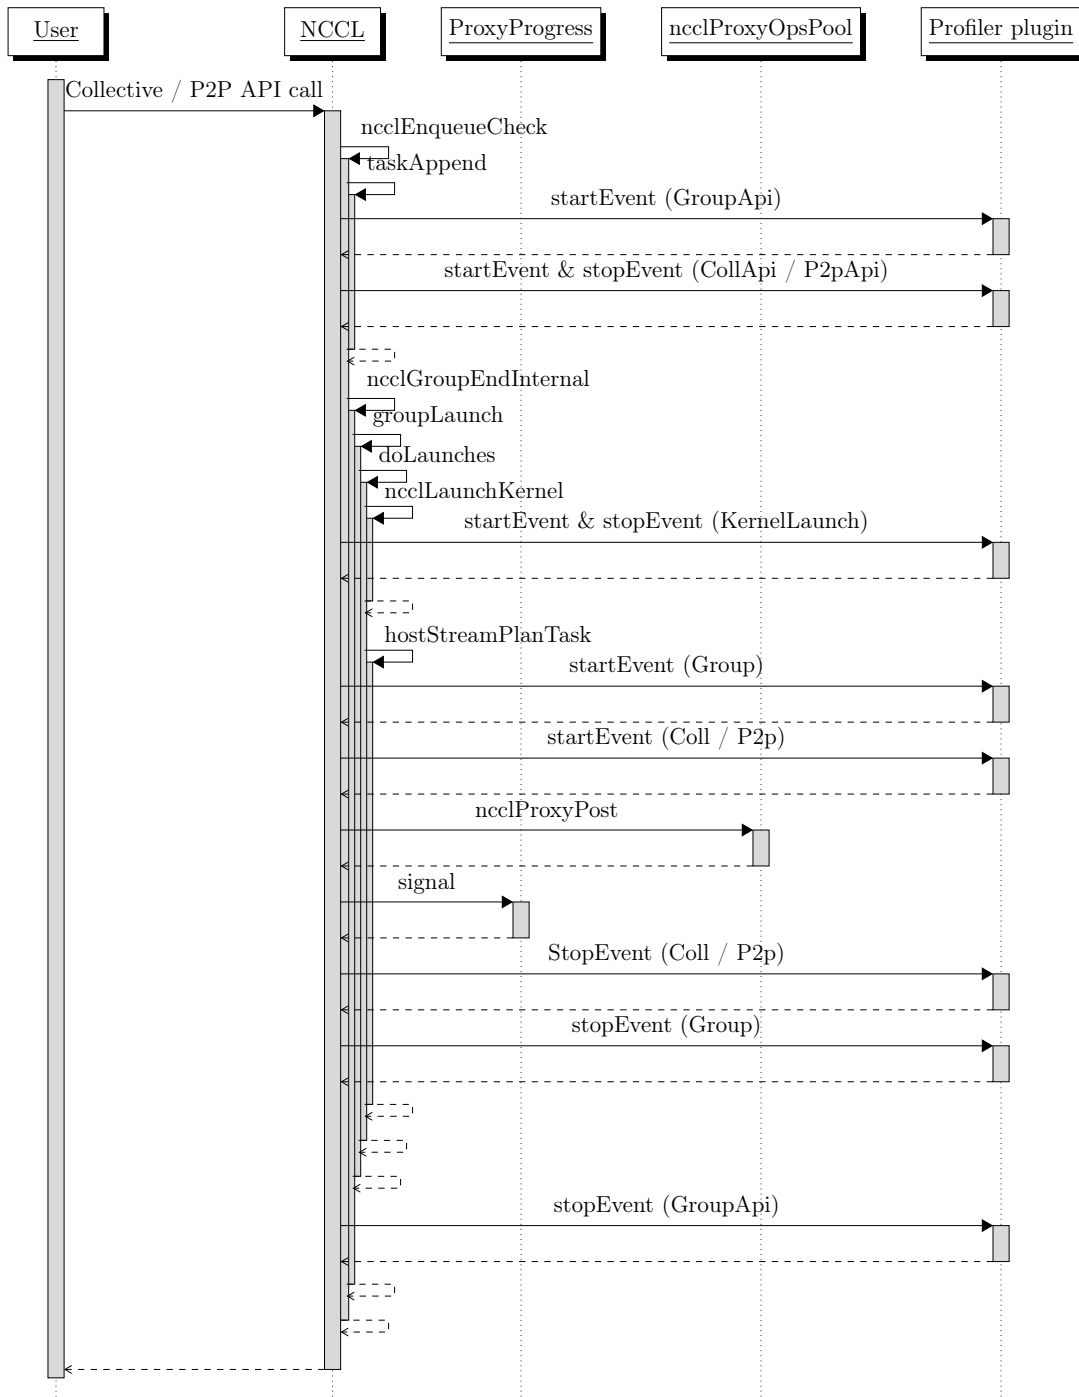 User
NCCL
ProxyProgress
ncclProxyOpsPool
Profiler plugin
Collective / P2P API call
ncclEnqueueCheck
taskAppend
startEvent (GroupApi)
startEvent & stopEvent (CollApi / P2pApi)
ncclGroupEndInternal
groupLaunch
doLaunches
ncclLaunchKernel
startEvent & stopEvent (KernelLaunch)
hostStreamPlanTask
startEvent (Group)
startEvent (Coll / P2p)
ncclProxyPost
signal
StopEvent (Coll / P2p)
stopEvent (Group)
stopEvent (GroupApi)